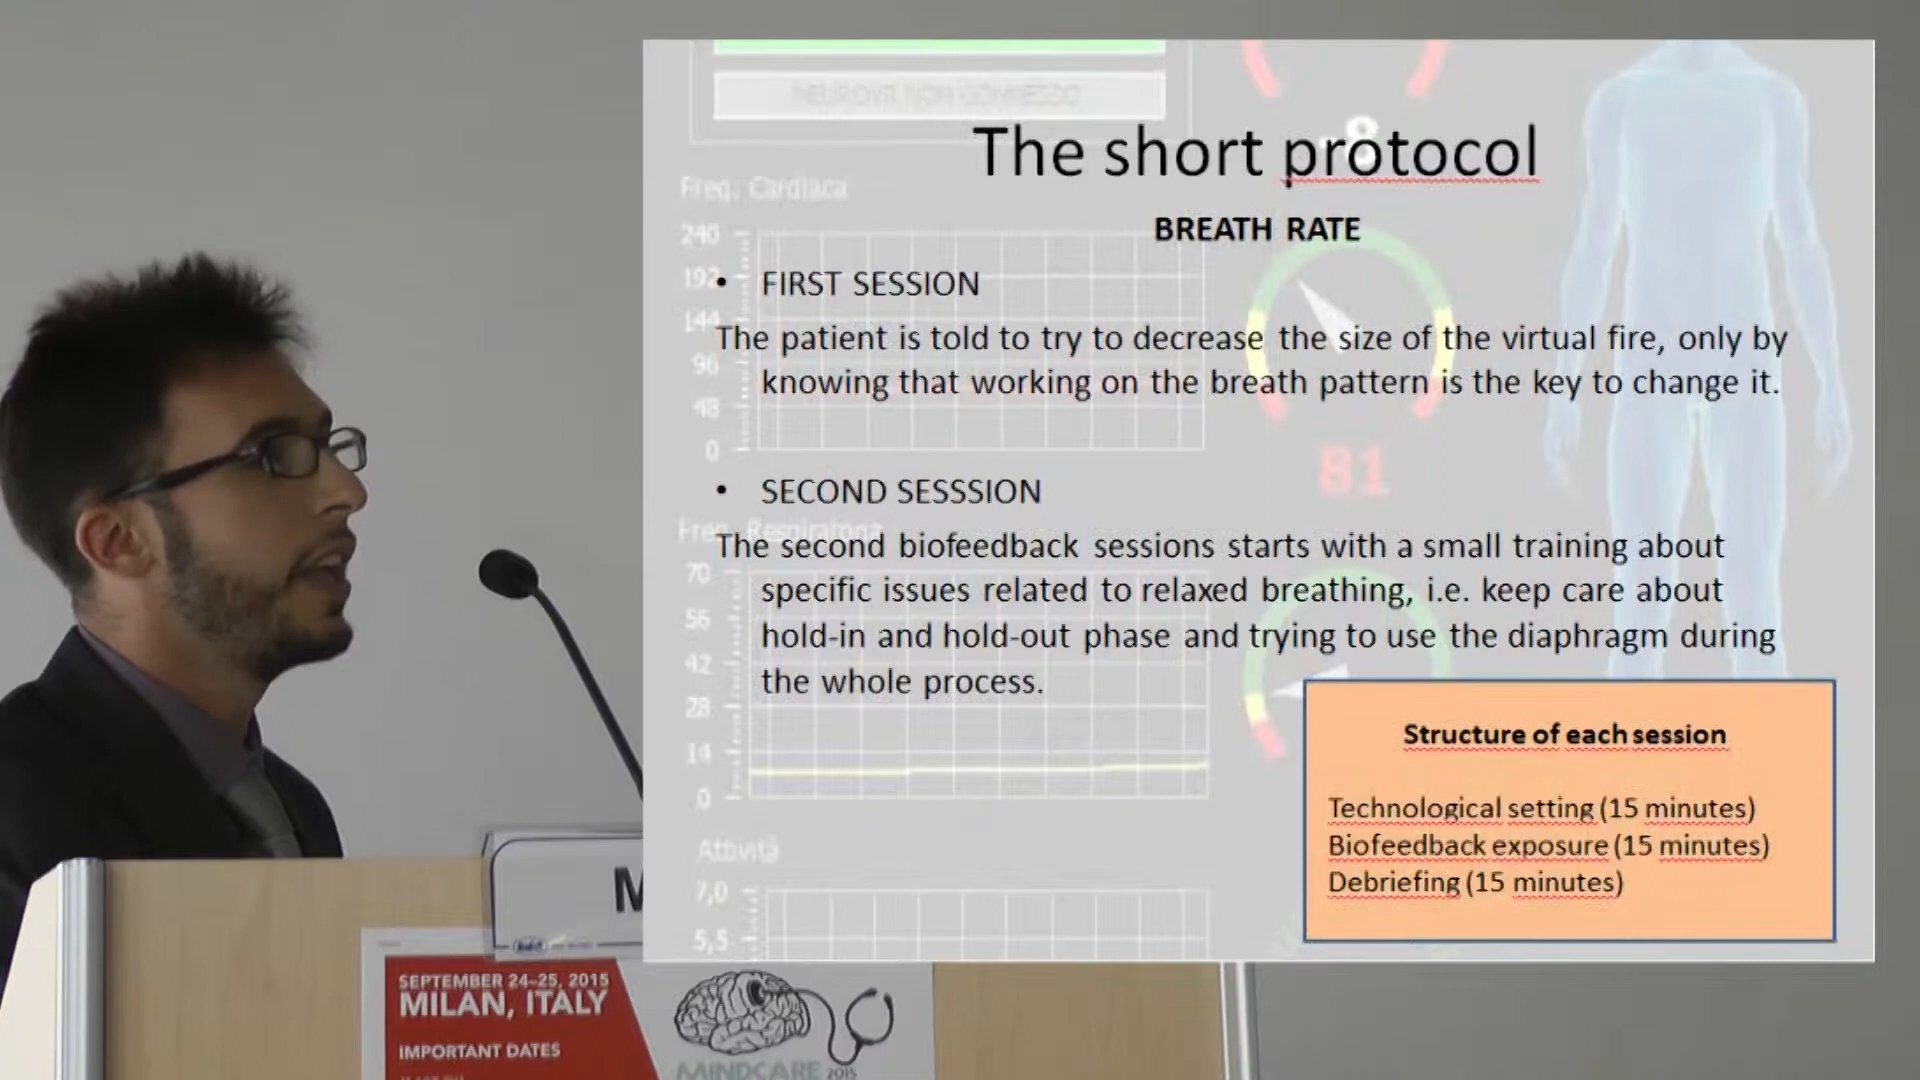 NEUROVR NON CONNESSO
-8
The short protocol
Freq. Cardiaca
BREATH RATE
240
192
144
96
48
0
• FIRST SESSION
The patient is told to try to decrease the size of the virtual fire, only by
knowing that working on the breath pattern is the key to change it.
81
• SECOND SESSSION
Freq. Respiratoria
The second biofeedback sessions starts with a small training about
specific issues related to relaxed breathing, i.e. keep care about
hold-in and hold-out phase and trying to use the diaphragm during
the whole process.
70
56
42
28
14
0
Structure of each session
Technological setting (15 minutes)
Biofeedback exposure (15 minutes)
Debriefing (15 minutes)
Attività
7,0
5,5
M
SEPTEMBER 24-25, 2015
MILAN, ITALY
IMPORTANT DATES
MINDCARE 2015